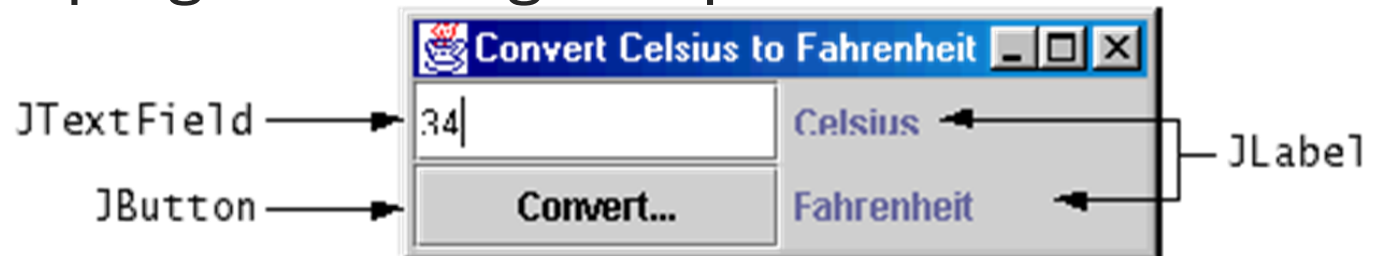 Convert Celsius to Fahrenheit
JTextField
34
Celsius
JLabel
JButton
Convert...
Fahrenheit